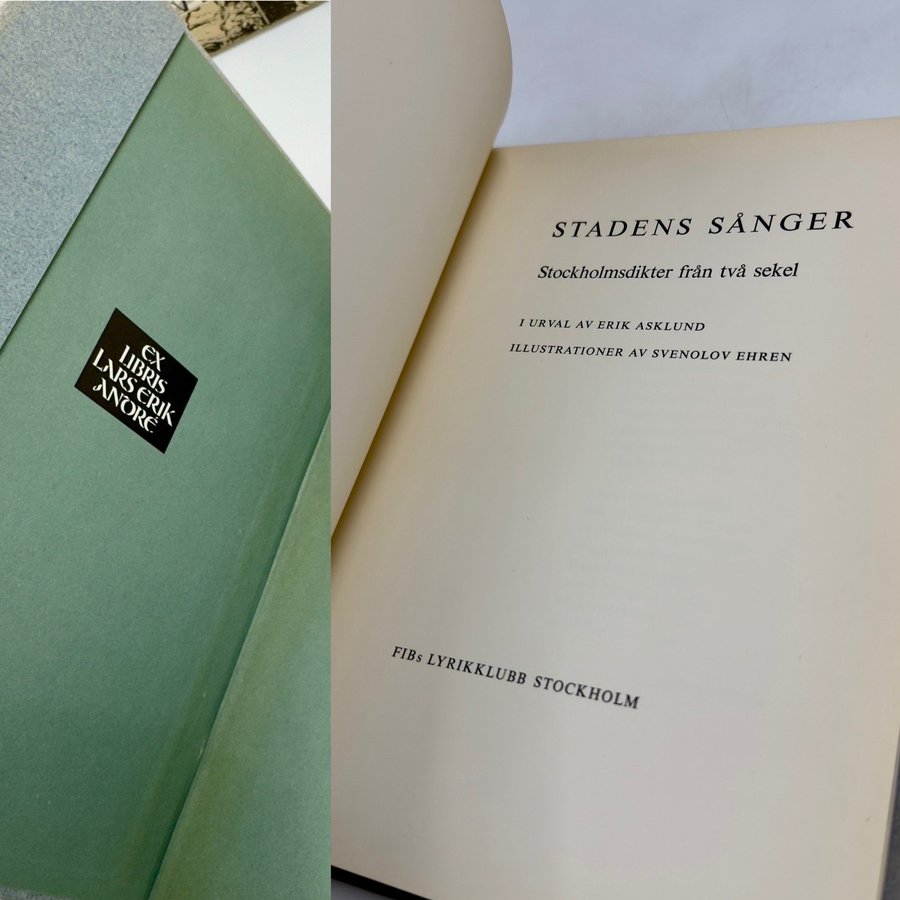 EX
LIBRIS
LARS ERIK
ANDRÉ
STADENS SÅNGER
Stockholmsdikter från två sekel
I URVAL AV ERIK ASKLUND
ILLUSTRATIONER AV SVENOLOV EHREN
FIBs LYRIKKLUBB STOCKHOLM